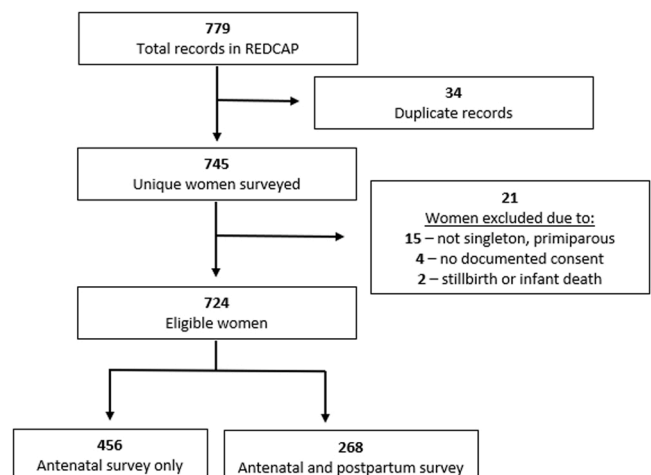 779
Total records in REDCAP
34
Duplicate records
745
Unique women surveyed
21
Women excluded due to:
15 – not singleton, primiparous
4 – no documented consent
2 – stillbirth or infant death
724
Eligible women
456
Antenatal survey only
268
Antenatal and postpartum survey